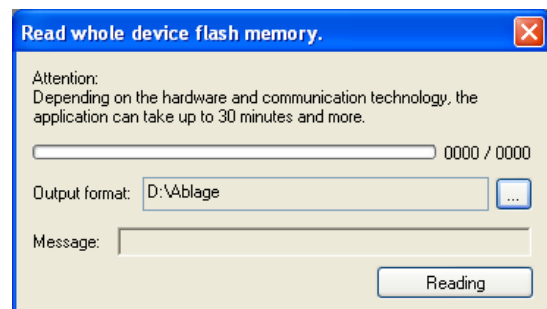 Read whole device flash memory.
Attention:
Depending on the hardware and communication technology, the
application can take up to 30 minutes and more.
0000 / 0000
Output format: D:\Ablage ...
Message:
Reading